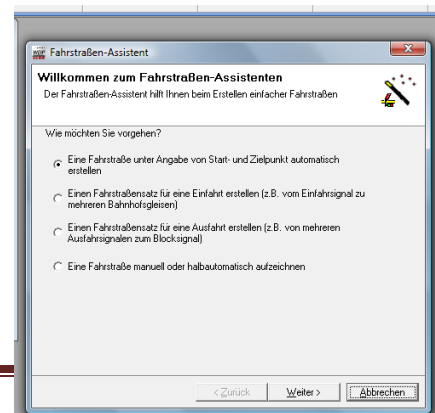 Fahrstraßen-Assistent
Willkommen zum Fahrstraßen-Assistenten
Der Fahrstraßen-Assistent hilft Ihnen beim Erstellen einfacher Fahrstraßen
Wie möchten Sie vorgehen?
Eine Fahrstraße unter Angabe von Start- und Zielpunkt automatisch
erstellen
Einen Fahrstraßensatz für eine Einfahrt erstellen (z.B. vom Einfahrsignal zu
mehreren Bahnhofsgleisen)
Einen Fahrstraßensatz für eine Ausfahrt erstellen (z.B. von mehreren
Ausfahrsignalen zum Blocksignal)
Eine Fahrstraße manuell oder halbautomatisch aufzeichnen
< Zurück
Weiter >
Abbrechen